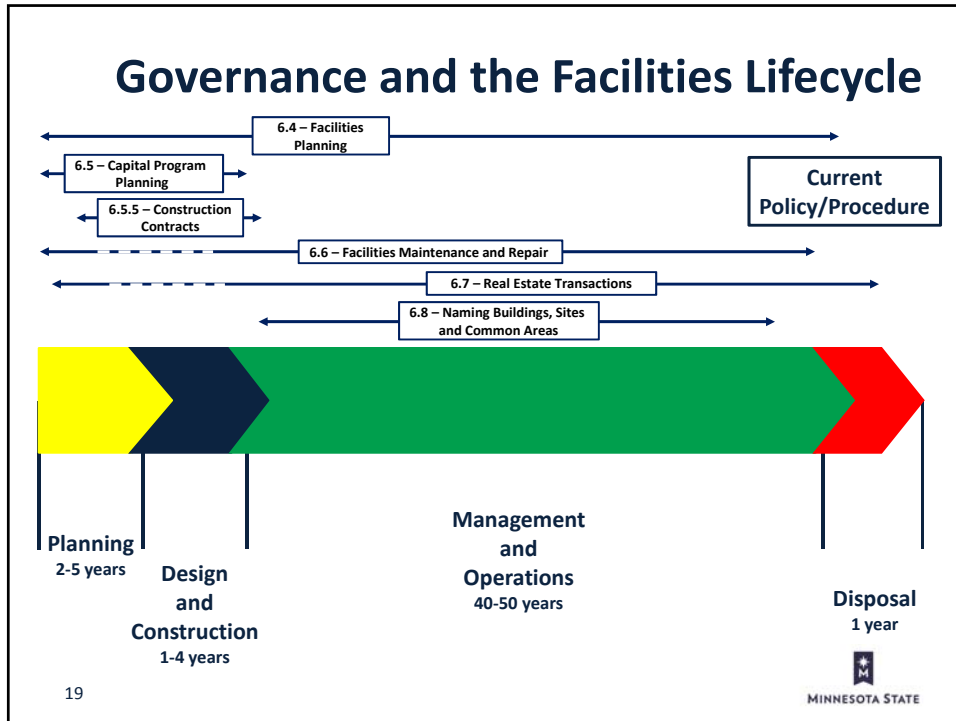 Governance and the Facilities Lifecycle
6.4 – Facilities
Planning
6.5 – Capital Program
Planning
Current
Policy/Procedure
6.5.5 – Construction
Contracts
6.6 – Facilities Maintenance and Repair
6.7 – Real Estate Transactions
6.8 – Naming Buildings, Sites
and Common Areas
Planning
2-5 years
Design
and
Construction
1-4 years
Management
and
Operations
40-50 years
Disposal
1 year
19
M
MINNESOTA STATE